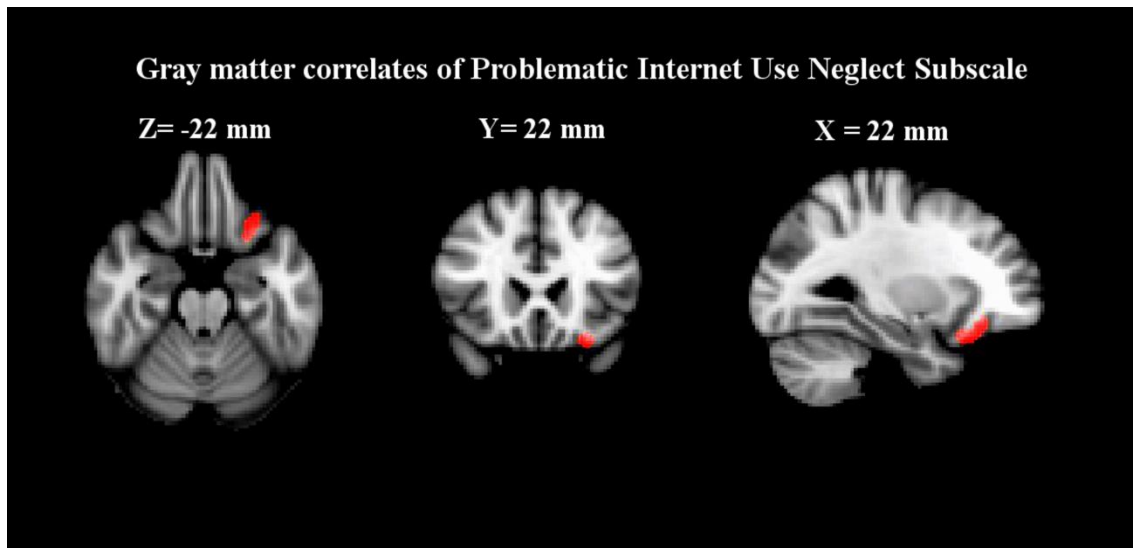 Gray matter correlates of Problematic Internet Use Neglect Subscale
Z= -22 mm
Y= 22 mm
X = 22 mm